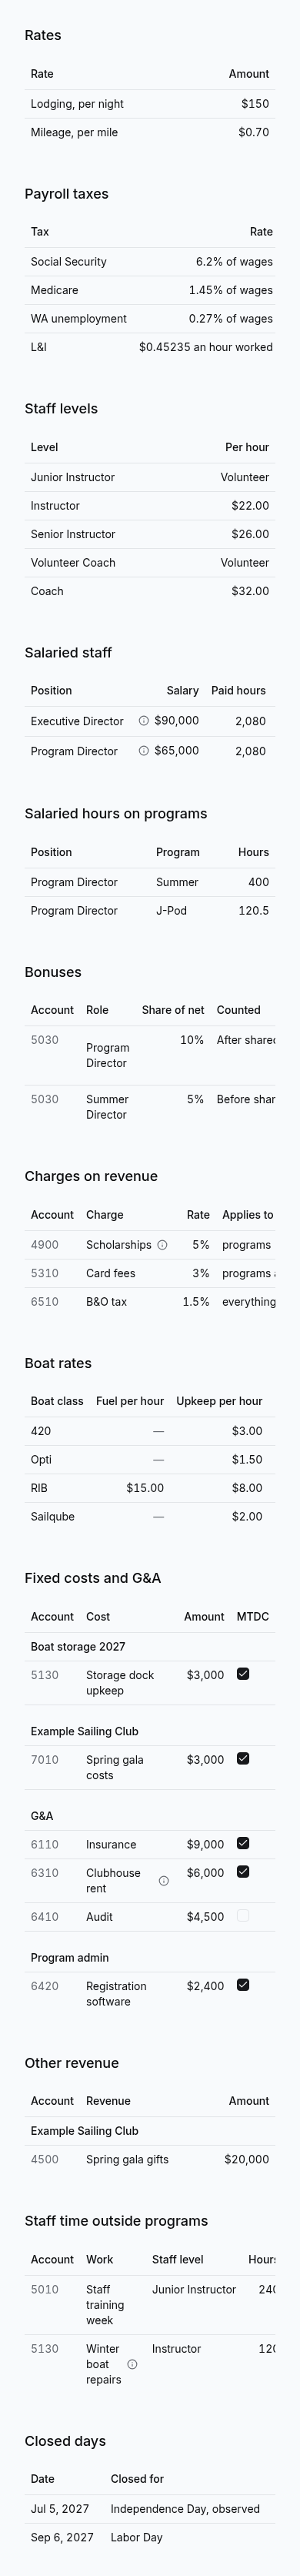 Rates
Rate Amount
Lodging, per night $150
Mileage, per mile $0.70
Payroll taxes
Tax Rate
Social Security 6.2% of wages
Medicare 1.45% of wages
WA unemployment 0.27% of wages
L&I $0.45235 an hour worked
Staff levels
Level Per hour
Junior Instructor Volunteer
Instructor $22.00
Senior Instructor $26.00
Volunteer Coach Volunteer
Coach $32.00
Salaried staff
Position Salary Paid hours
Executive Director $90,000 2,080
Program Director $65,000 2,080
Salaried hours on programs
Position Program Hours
Program Director Summer 400
Program Director J-Pod 120.5
Bonuses
Account Role Share of net Counted
5030 10% After shared
Program
Director
5030 Summer 5% Before shar
Director
Charges on revenue
Account Charge Rate Applies to
4900 Scholarships 5% programs
5310 Card fees 3% programs
6510 B&O tax 1.5% everything
Boat rates
Boat class Fuel per hour Upkeep per hour
420 — $3.00
Opti — $1.50
RIB $15.00 $8.00
Sailqube — $2.00
Fixed costs and G&A
Account Cost Amount MTDC
Boat storage 2027
5130 Storage dock $3,000
upkeep
Example Sailing Club
7010 Spring gala $3,000
costs
G&A
6110 Insurance $9,000
6310 Clubhouse $6,000
rent
6410 Audit $4,500
Program admin
6420 Registration $2,400
software
Other revenue
Account Revenue Amount
Example Sailing Club
4500 Spring gala gifts $20,000
Staff time outside programs
Account Work Staff level Hours
5010 Staff Junior Instructor 240
training
week
5130 Winter Instructor 120
boat
repairs
Closed days
Date Closed for
Jul 5, 2027 Independence Day, observed
Sep 6, 2027 Labor Day